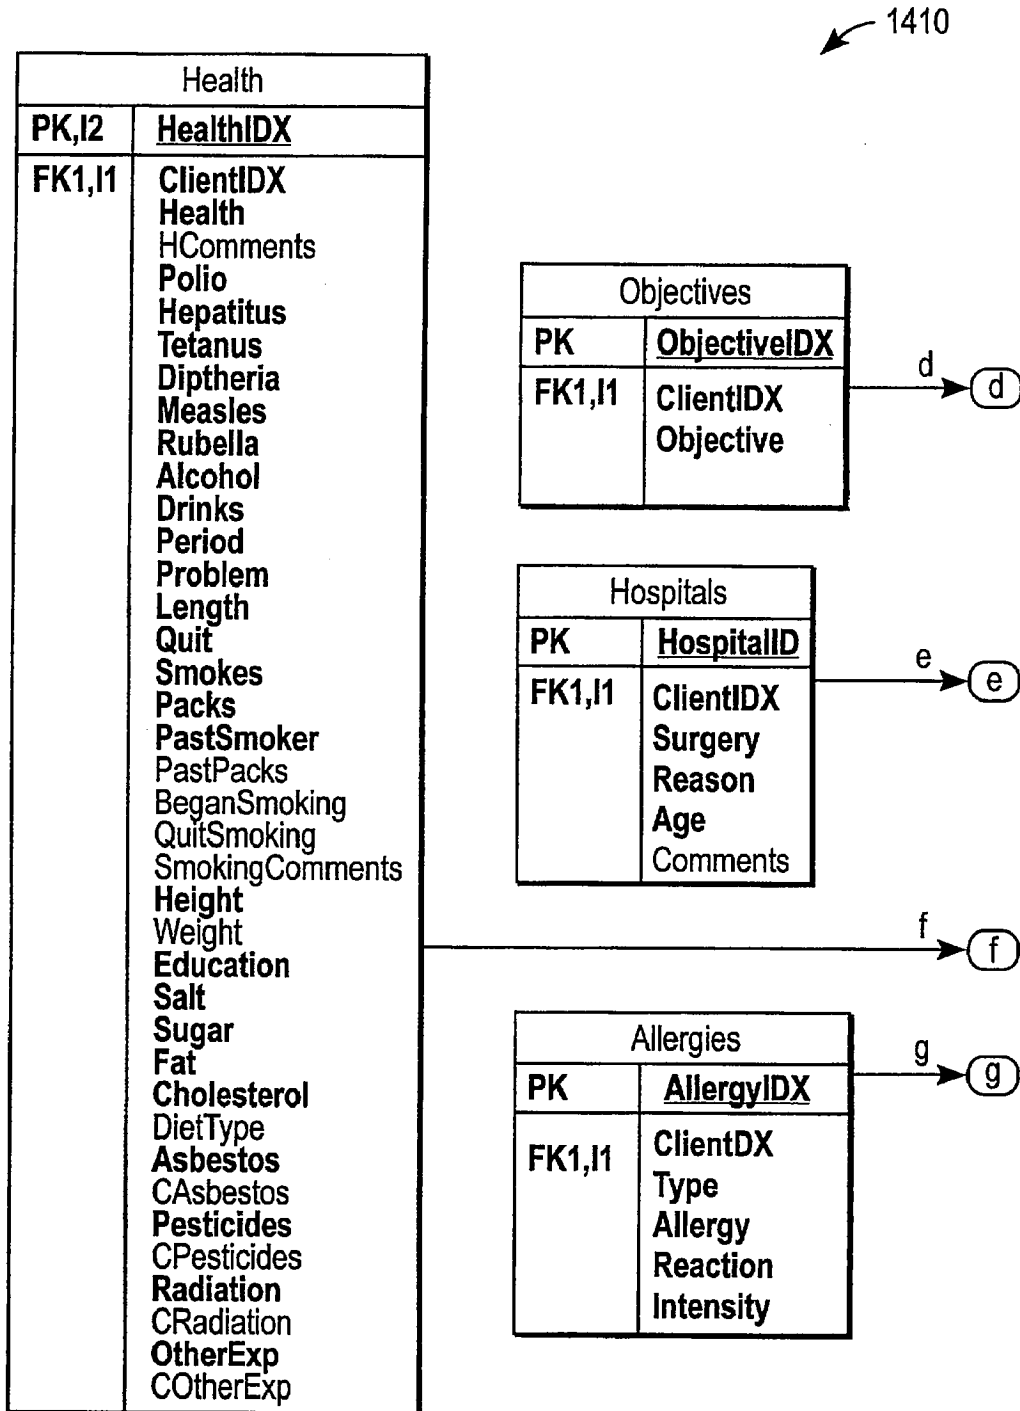 1410
Health
PK,I2 HealthIDX
FK1,I1 ClientIDX
Health
HComments
Polio
Hepatitus
Tetanus
Diptheria
Measles
Rubella
Alcohol
Drinks
Period
Problem
Length
Quit
Smokes
Packs
PastSmoker
PastPacks
BeganSmoking
QuitSmoking
SmokingComments
Height
Weight
Education
Salt
Sugar
Fat
Cholesterol
DietType
Asbestos
CAsbestos
Pesticides
CPesticides
Radiation
CRadiation
OtherExp
COtherExp
Objectives
PK ObjectiveIDX
FK1,I1 ClientIDX
Objective
d
d
Hospitals
PK HospitalID
FK1,I1 ClientIDX
Surgery
Reason
Age
Comments
e
e
f
f
Allergies
PK AllergyIDX
FK1,I1 ClientDX
Type
Allergy
Reaction
Intensity
g
g